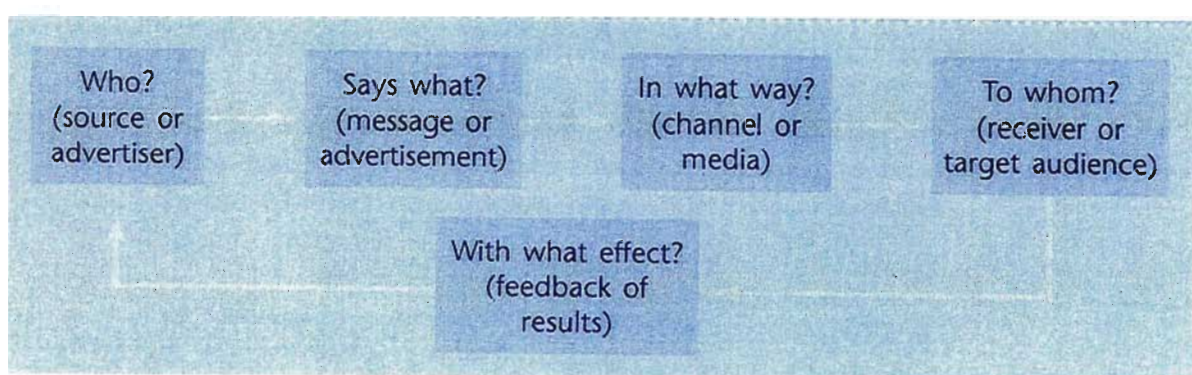 Who?
(source or
advertiser)
Says what?
(message or
advertisement)
In what way?
(channel or
media)
To whom?
(receiver or
target audience)
With what effect?
(feedback of
results)